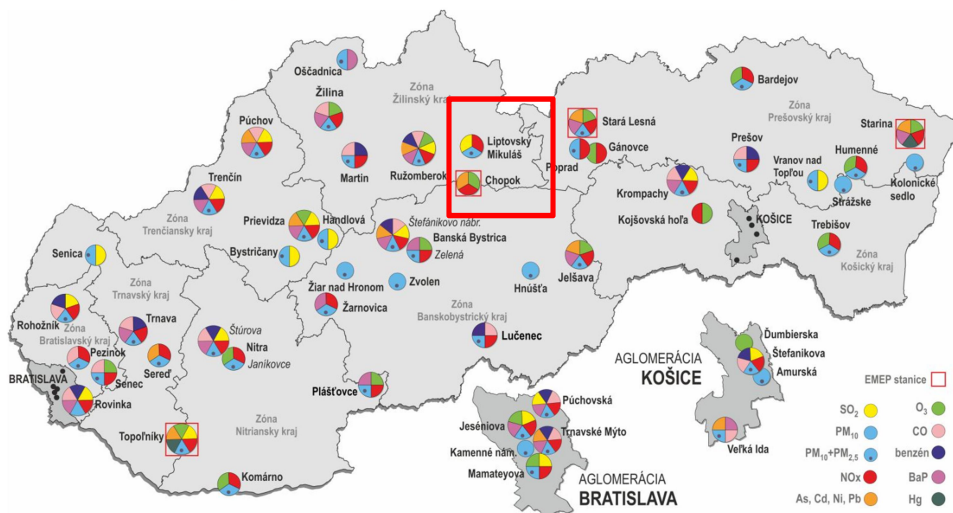 Oščadnica
Zóna
Žilinský kraj
Žilina
Púchov
Martin
Ružomberok
Liptovský
Mikuláš
Chopok
Stará Lesná
Poprad
Gánovce
Bardejov
Zóna
Prešovský kraj
Starina
Prešov
Vranov nad
Topľou
Humenné
Strážske
Kolonické
sedlo
Krompachy
Kojšovská hoľa
KOŠICE
Trebišov
Zóna
Košický kraj
Trenčín
Zóna
Trenčiansky kraj
Prievidza
Handlová
Bystričany
Štefánikovo nábr.
Banská Bystrica
Zelená
Jelšava
Senica
Zóna
Trnavský kraj
Žiar nad Hronom
Zvolen
Hnúšťa
Žarnovica
Zóna
Banskobystrický kraj
Rohožník
Zóna
Bratislavský kraj
Trnava
Štúrova
Nitra
Janíkovce
Lučenec
Pezinok
Sereď
Senec
BRATISLAVA
Rovinka
Plášťovce
Topoľníky
Zóna
Nitriansky kraj
Komárno
Ďumbierska
Štefanikova
Amurská
AGLOMERÁCIA
KOŠICE
Veľká Ida
Púchovská
Jeséniova
Trnavské Mýto
Kamenné nám.
Mamateyova
AGLOMERÁCIA
BRATISLAVA
EMEP stanice
SO2
O3
PM10
CO
PM10+PM2,5
benzén
NOx
BaP
As, Cd, Ni, Pb
Hg